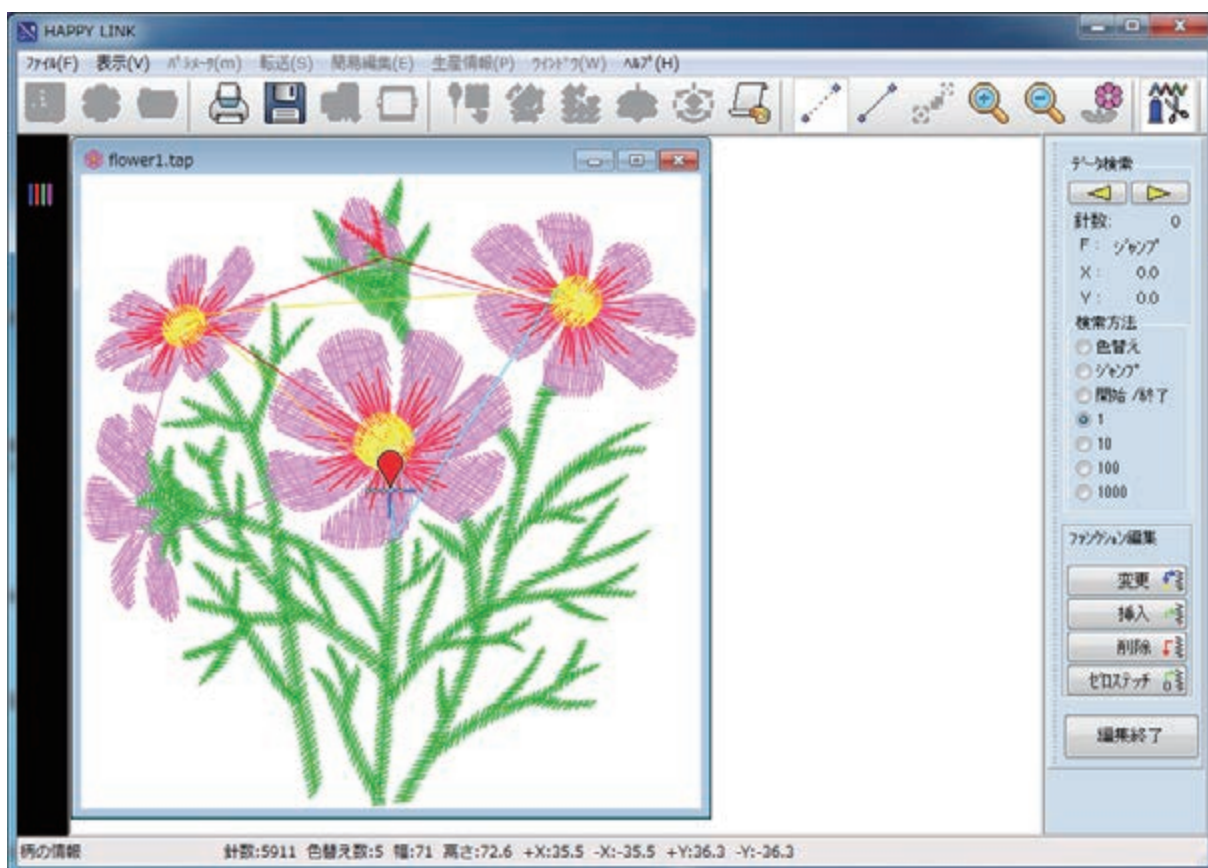 HAPPY LINK
ファイル(F) 表示(V) パラメータ(m) 転送(S) 簡易編集(E) 生産情報(P) ウインドウ(W) ヘルプ(H)
flower1.tap
データ検索
針数: 0
F: ジャンプ
X: 0.0
Y: 0.0
検索方法
色替え
ジャンプ
開始/終了
1
10
100
1000
ファンクション編集
変更
挿入
削除
ゼロステッチ
編集終了
柄の情報 針数:5911 色替え数:5 幅:71 高さ:72.6 +X:35.5 -X:-35.5 +Y:36.3 -Y:-36.3